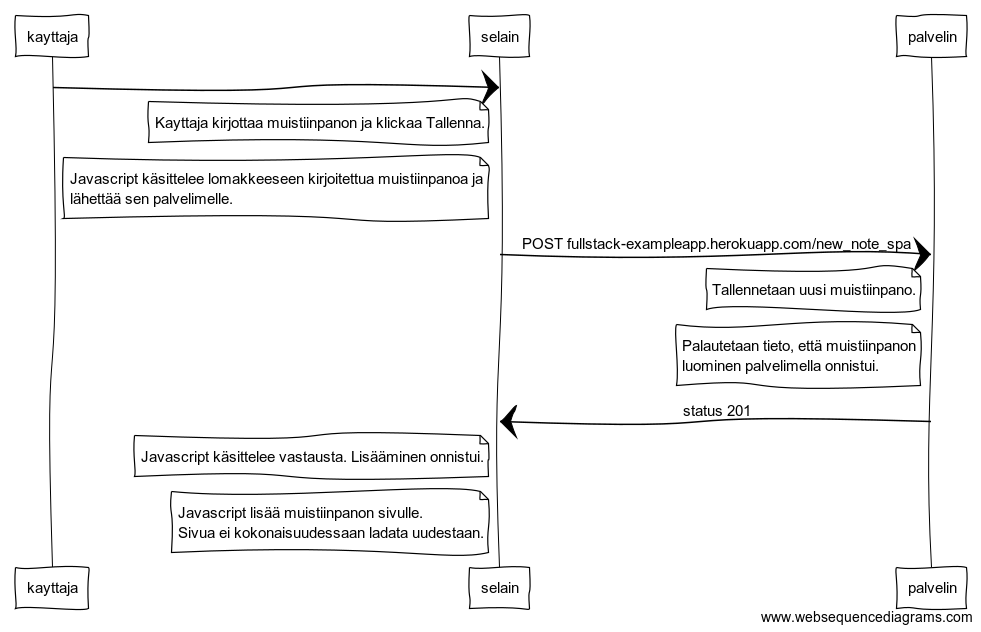 kayttaja
selain
palvelin
Kayttaja kirjottaa muistiinpanon ja klickaa Tallenna.
Javascript käsittelee lomakkeeseen kirjoitettua muistiinpanoa ja
lähettää sen palvelimelle.
POST fullstack-exampleapp.herokuapp.com/new_note_spa
Tallennetaan uusi muistiinpano.
Palautetaan tieto, että muistiinpanon
luominen palvelimella onnistui.
status 201
Javascript käsittelee vastausta. Lisääminen onnistui.
Javascript lisää muistiinpanon sivulle.
Sivua ei kokonaisuudessaan ladata uudestaan.
kayttaja
selain
palvelin
www.websequencediagrams.com